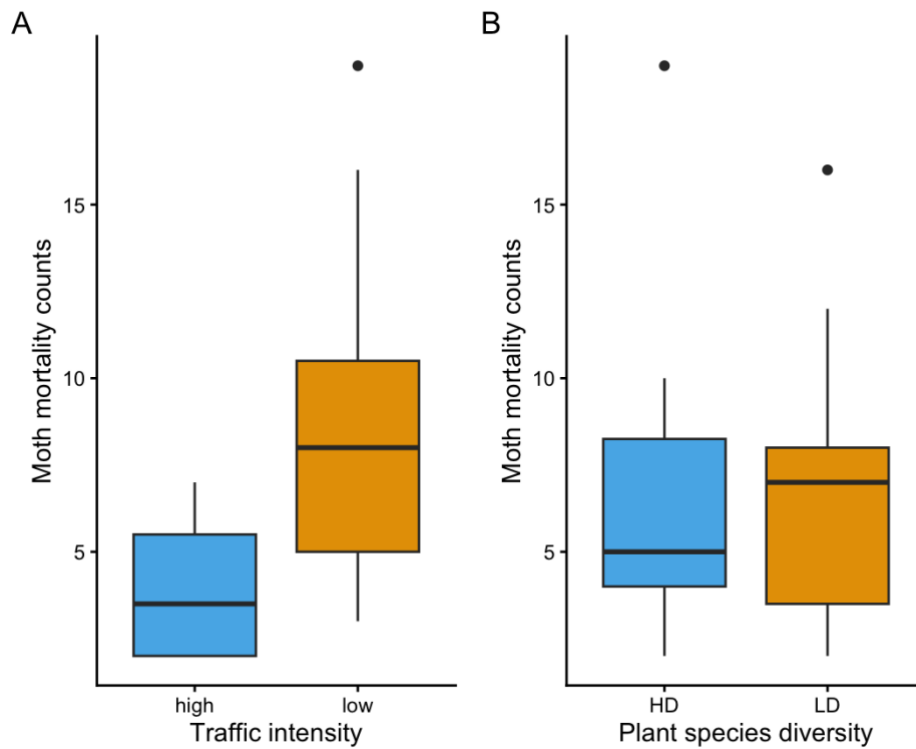 A
Moth mortality counts
15
10
5
high low
Traffic intensity
B
Moth mortality counts
15
10
5
HD LD
Plant species diversity